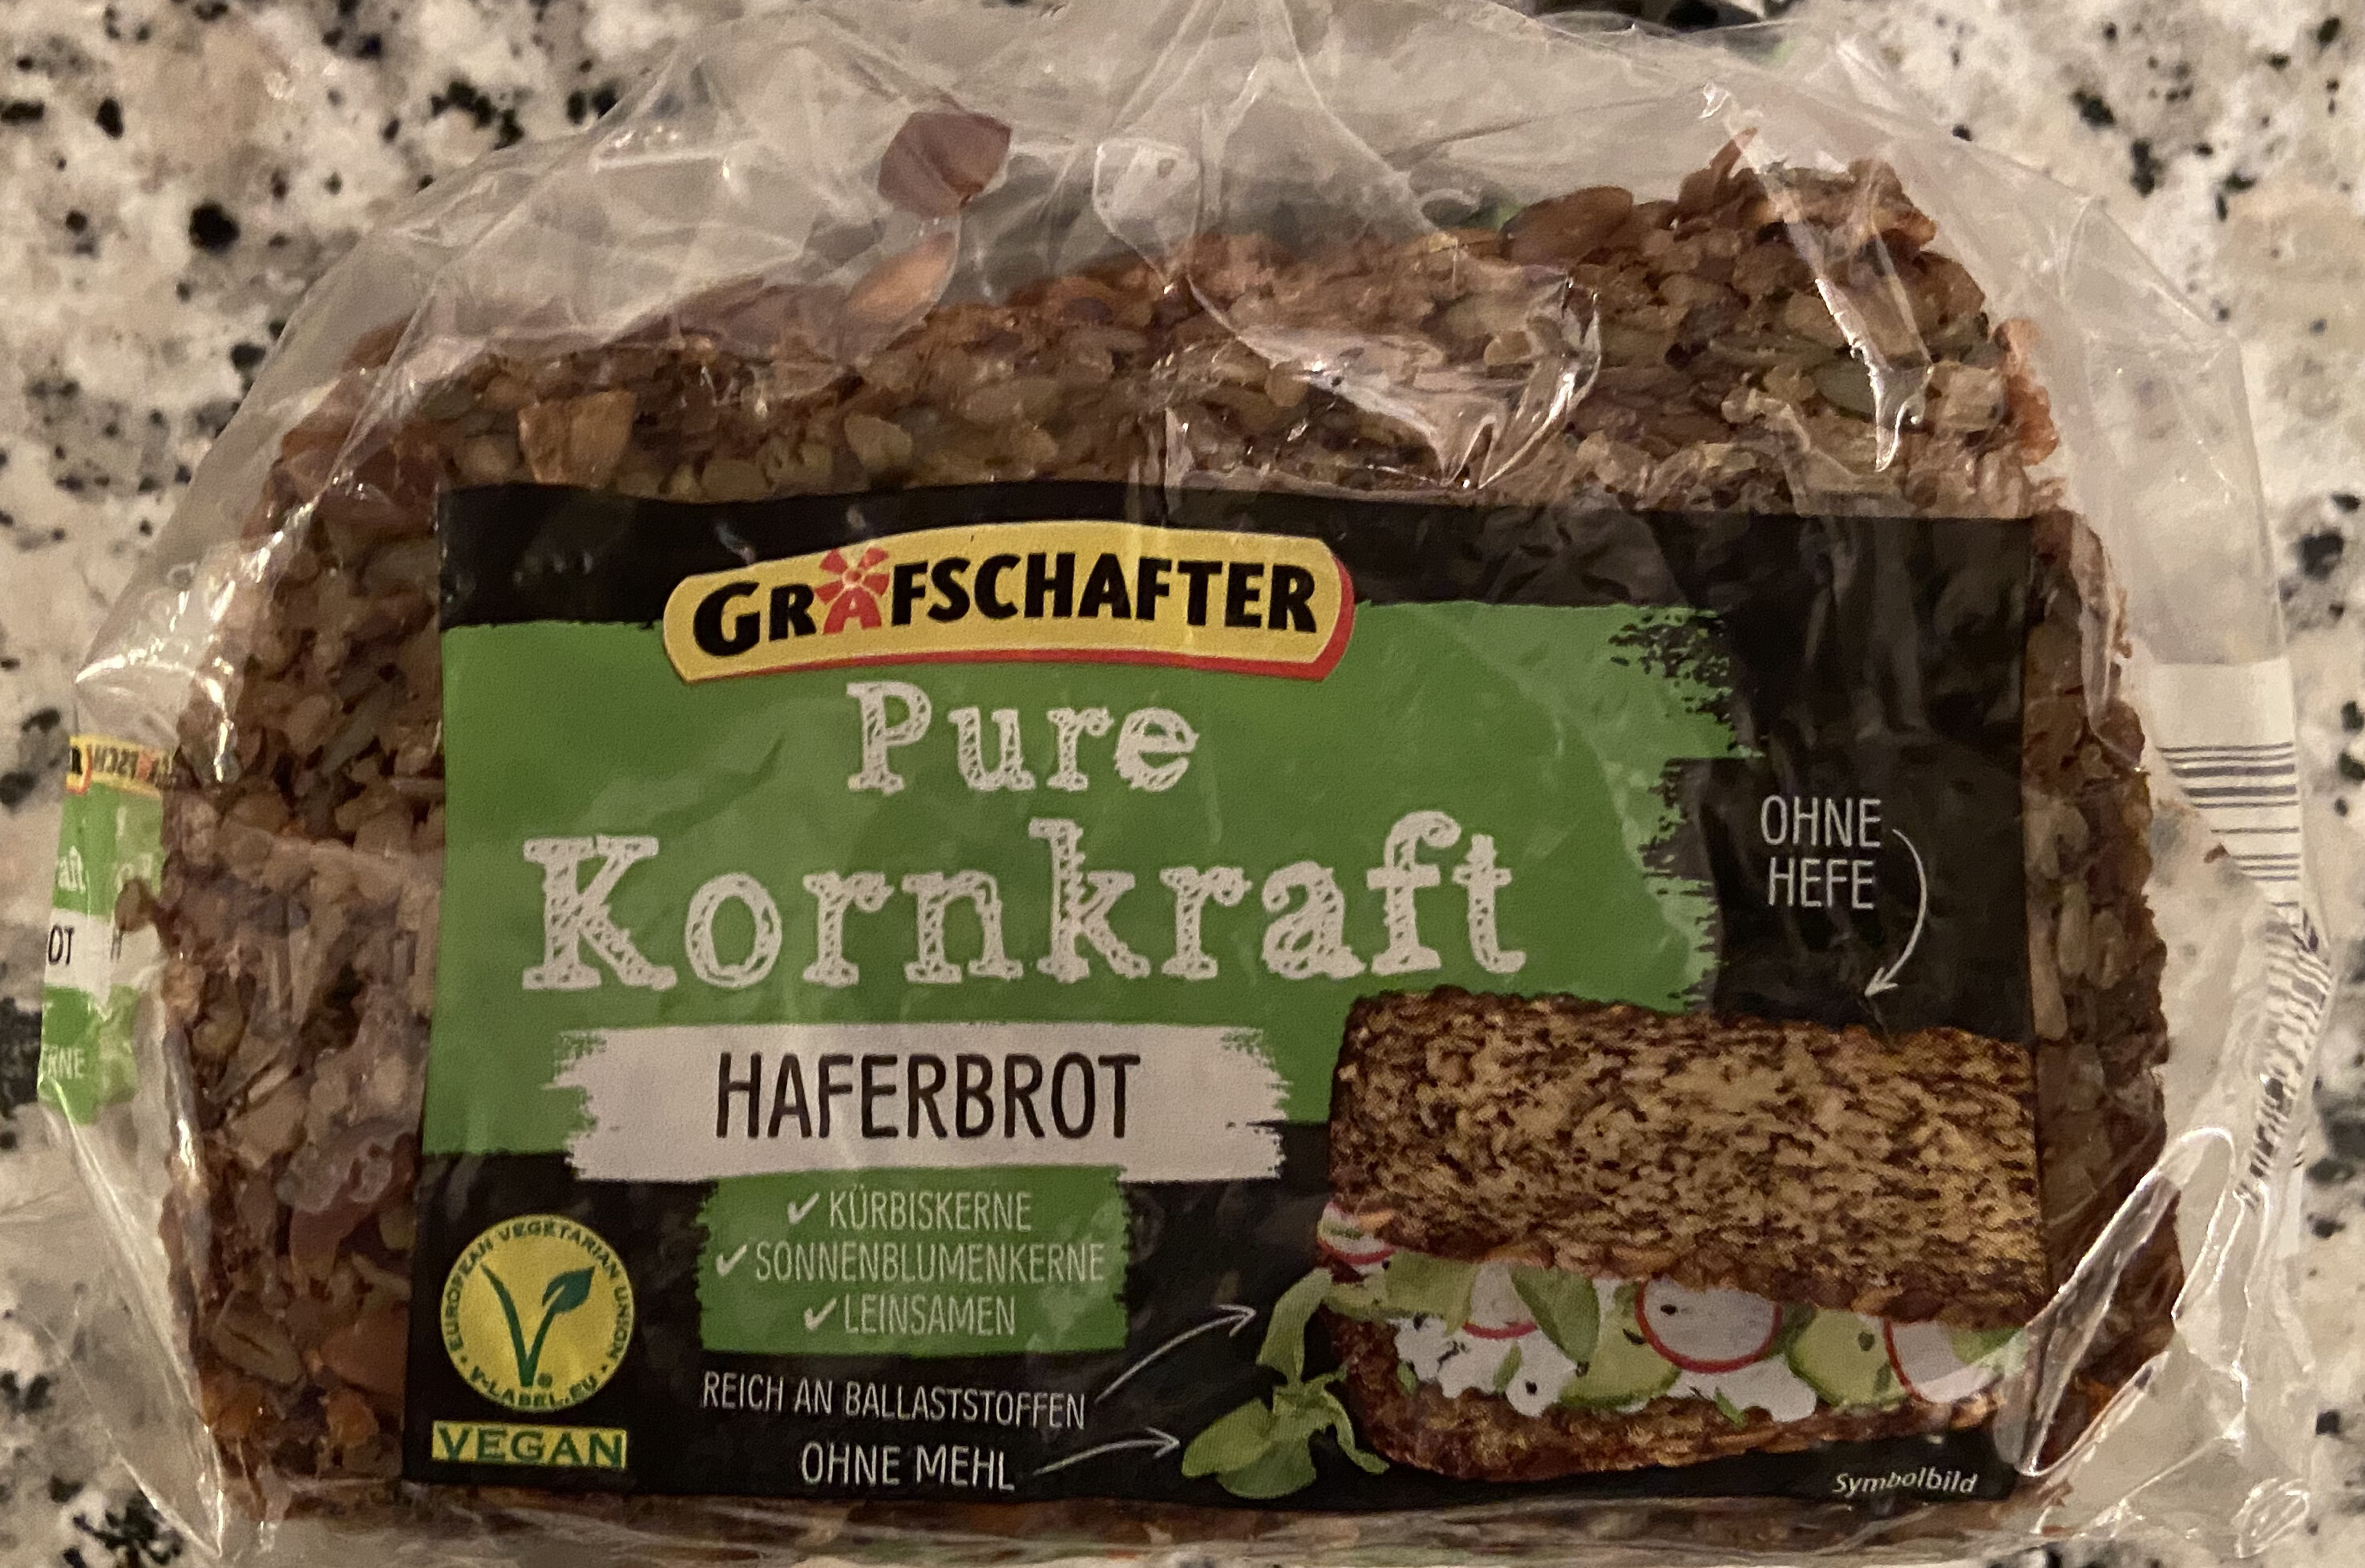 GRAFSCHAFTER
Pure
Kornkraft
OHNE
HEFE
HAFERBROT
✓ KÜRBISKERNE
✓ SONNENBLUMENKERNE
✓ LEINSAMEN
EUROPEAN VEGETARIAN UNION
V-LABEL.EU
VEGAN
REICH AN BALLASTSTOFFEN
OHNE MEHL
Symbolbild